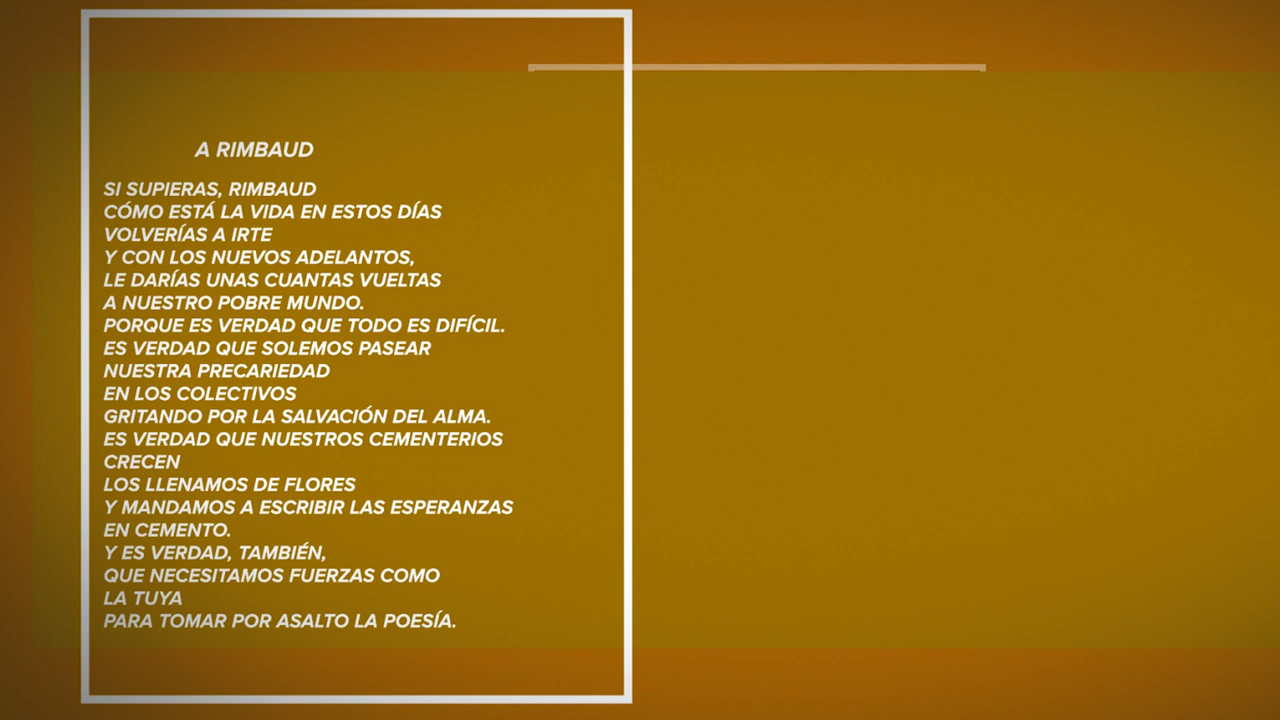 A RIMBAUD
SI SUPIERAS, RIMBAUD
CÓMO ESTÁ LA VIDA EN ESTOS DÍAS
VOLVERÍAS A IRTE
Y CON LOS NUEVOS ADELANTOS,
LE DARÍAS UNAS CUANTAS VUELTAS
A NUESTRO POBRE MUNDO.
PORQUE ES VERDAD QUE TODO ES DIFÍCIL.
ES VERDAD QUE SOLEMOS PASEAR
NUESTRA PRECARIEDAD
EN LOS COLECTIVOS
GRITANDO POR LA SALVACIÓN DEL ALMA.
ES VERDAD QUE NUESTROS CEMENTERIOS
CRECEN
LOS LLENAMOS DE FLORES
Y MANDAMOS A ESCRIBIR LAS ESPERANZAS
EN CEMENTO.
Y ES VERDAD, TAMBIÉN,
QUE NECESITAMOS FUERZAS COMO
LA TUYA
PARA TOMAR POR ASALTO LA POESÍA.